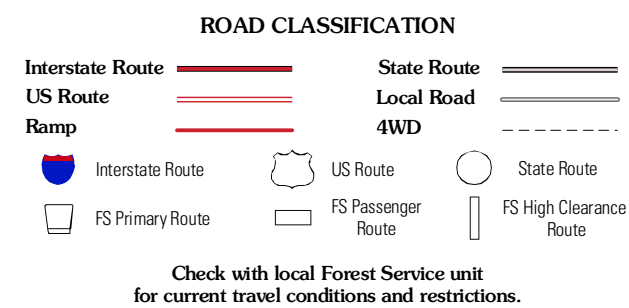 ROAD CLASSIFICATION
Interstate Route
State Route
US Route
Local Road
Ramp
4WD
Interstate Route
US Route
State Route
FS Primary Route
FS Passenger
Route
FS High Clearance
Route
Check with local Forest Service unit
for current travel conditions and restrictions.